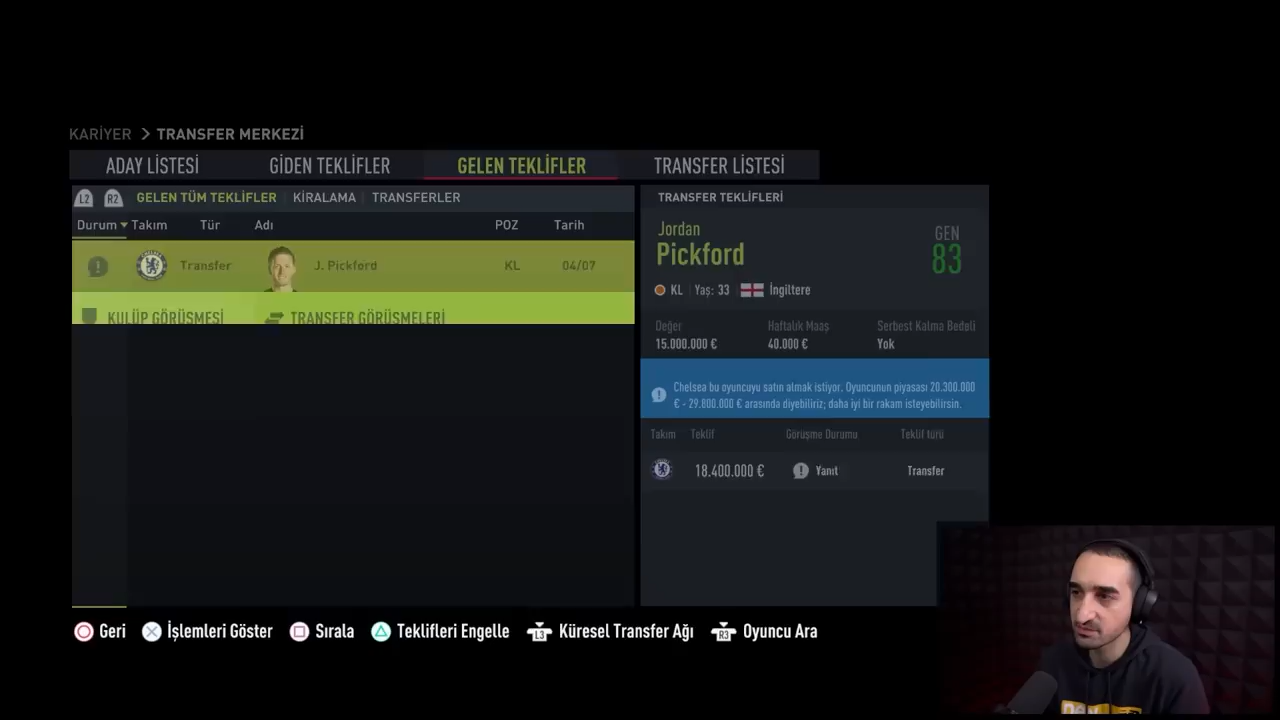 KARİYER > TRANSFER MERKEZİ
ADAY LİSTESİ GİDEN TEKLİFLER GELEN TEKLİFLER TRANSFER LİSTESİ
L2 R2 GELEN TÜM TEKLİFLER KİRALAMA TRANSFERLER
Durum Takım Tür Adı POZ Tarih
Transfer J. Pickford KL 04/07
KULÜP GÖRÜŞMESİ TRANSFER GÖRÜŞMELERİ
TRANSFER TEKLİFLERİ
Jordan
Pickford
GEN
83
KL Yaş: 33 İngiltere
Değer Haftalık Maaş Serbest Kalma Bedeli
15.000.000 € 40.000 € Yok
Chelsea bu oyuncuyu satın almak istiyor. Oyuncunun piyasası 20.300.000
€ - 29.800.000 € arasında diyebiliriz; daha iyi bir rakam isteyebilirsin.
Takım Teklif Görüşme Durumu Teklif türü
18.400.000 € Yanıt Transfer
Geri İşlemleri Göster Sırala Teklifleri Engelle L3 Küresel Transfer Ağı R3 Oyuncu Ara